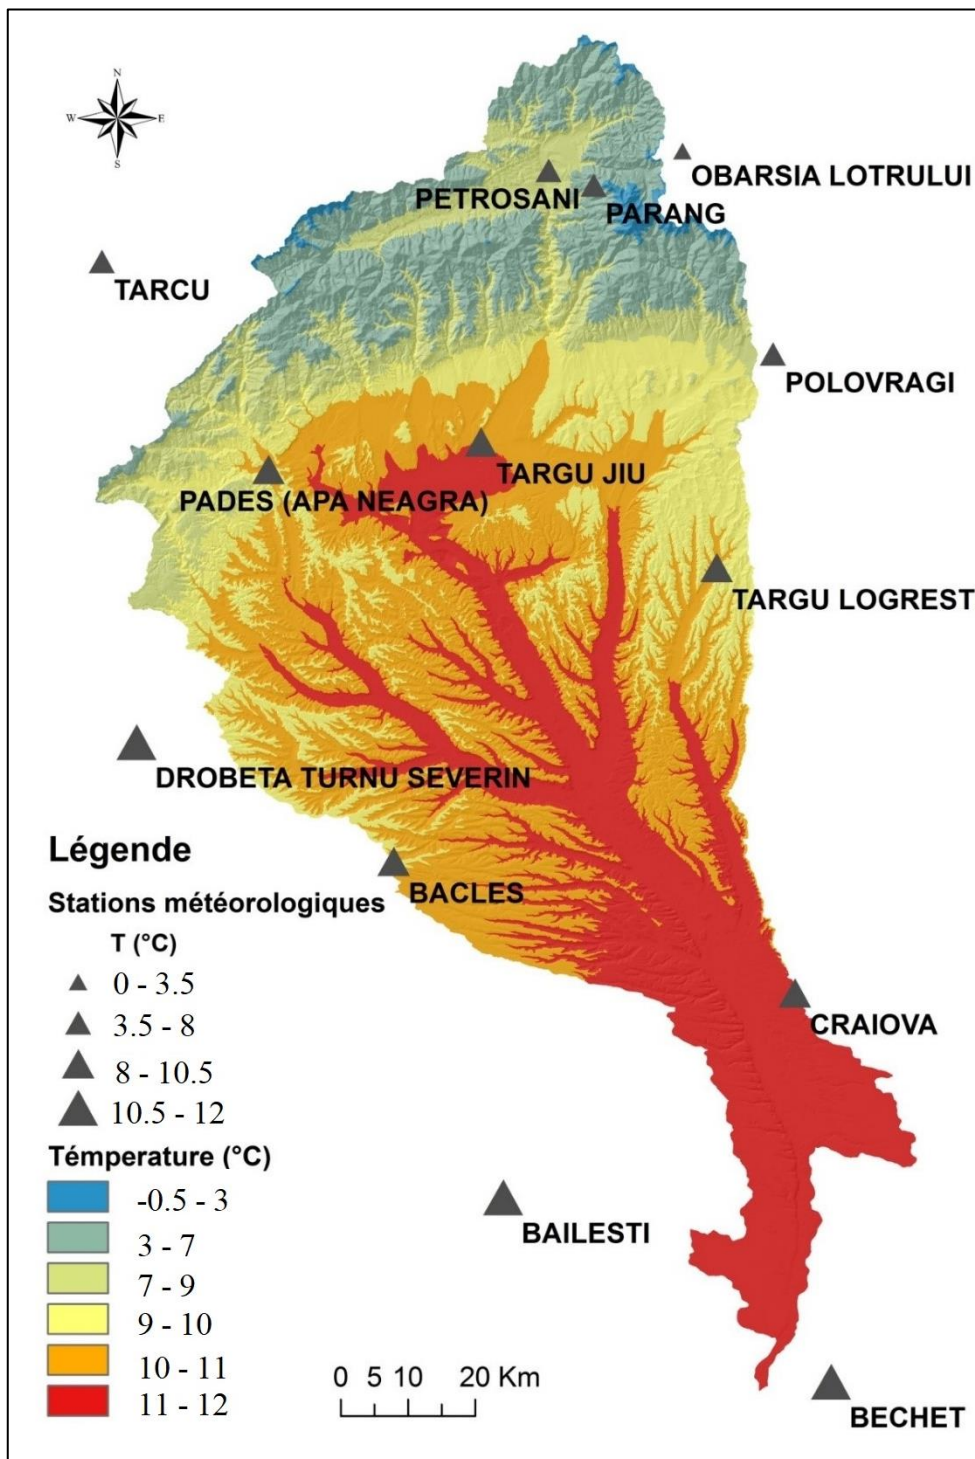 N
W E
S
OBARSIA LOTRULUI
PETROSANI
PARANG
TARCU
POLOVRAGI
TARGU JIU
PADES (APA NEAGRA)
TARGU LOGREST
DROBETA TURNU SEVERIN
BACLES
CRAIOVA
BAILESTI
BECHET
Légende
Stations météorologiques
T (°C)
0 - 3.5
3.5 - 8
8 - 10.5
10.5 - 12
Témperature (°C)
-0.5 - 3
3 - 7
7 - 9
9 - 10
10 - 11
11 - 12
0 5 10 20 Km